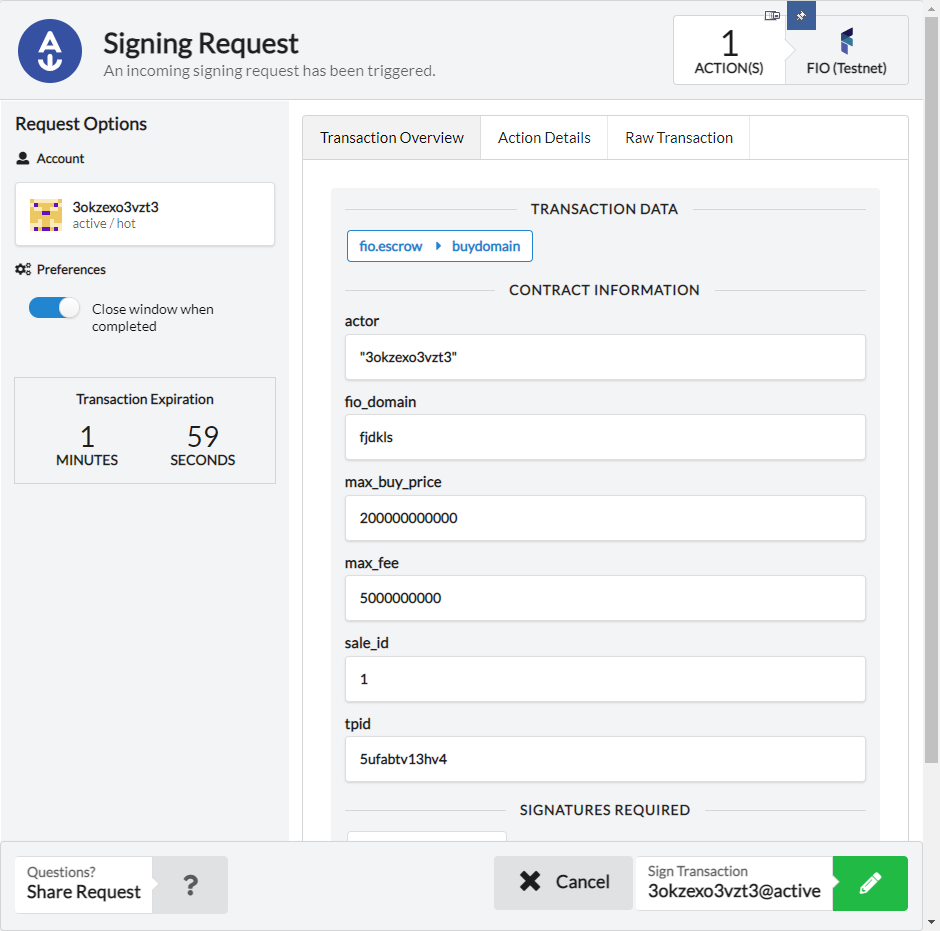 Signing Request
An incoming signing request has been triggered.
1
ACTION(S)
FIO (Testnet)
Request Options
Account
3okzexo3vzt3
active / hot
Preferences
Close window when
completed
Transaction Expiration
1
MINUTES
59
SECONDS
Transaction Overview
Action Details
Raw Transaction
TRANSACTION DATA
fio.escrow buydomain
CONTRACT INFORMATION
actor
"3okzexo3vzt3"
fio_domain
fjdkls
max_buy_price
200000000000
max_fee
5000000000
sale_id
1
tpid
5ufabtv13hv4
SIGNATURES REQUIRED
Questions?
Share Request
?
Cancel
Sign Transaction
3okzexo3vzt3@active